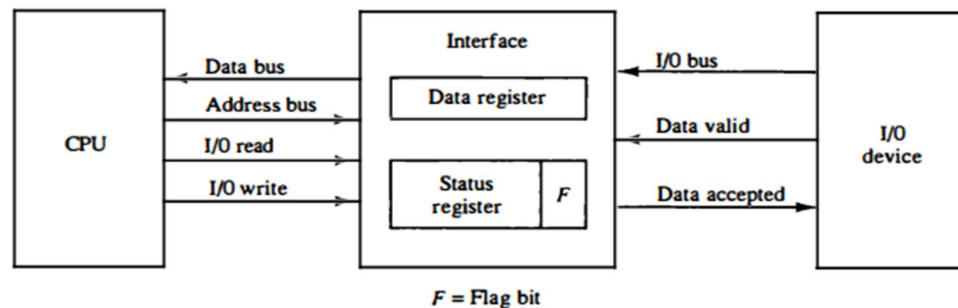 Interface
Data bus
I/O bus
Data register
Address bus
CPU
I/O read
Data valid
I/O
device
I/O write
Status
register
F
Data accepted
F = Flag bit